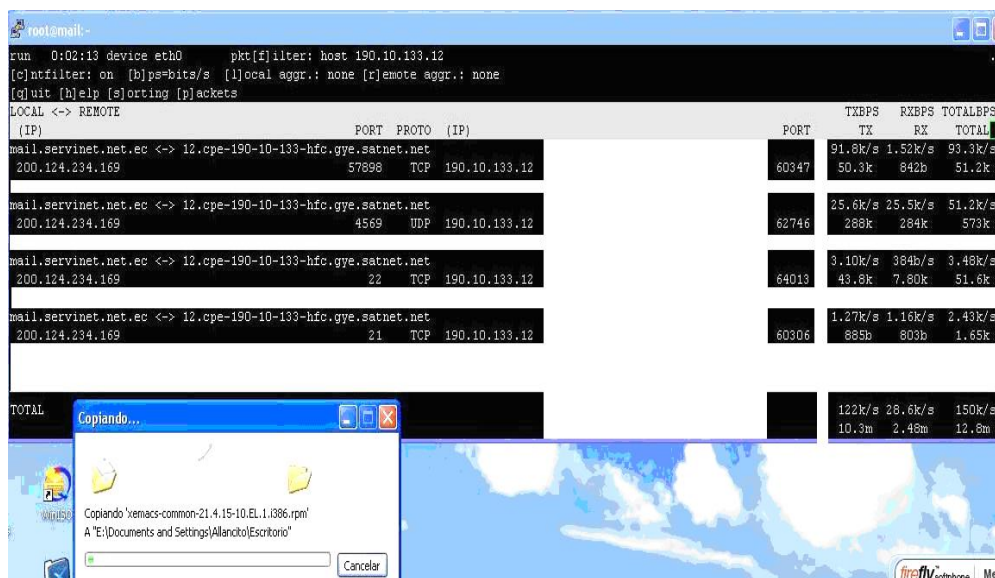 root@mail:~
run 0:02:13 device eth0 pkt[f]ilter: host 190.10.133.12
[c]ntfilter: on [b]ps=bits/s [l]ocal aggr.: none [r]emote aggr.: none
[q]uit [h]elp [s]orting [p]ackets
LOCAL <-> REMOTE TXBPS RXBPS TOTALBPS
(IP) PORT PROTO (IP) PORT TX RX TOTAL
mail.servinet.net.ec <-> 12.cpe-190-10-133-hfc.gye.satnet.net 91.8k/s 1.52k/s 93.3k/s
200.124.234.169 57898 TCP 190.10.133.12 60347 50.3k 842b 51.2k
mail.servinet.net.ec <-> 12.cpe-190-10-133-hfc.gye.satnet.net 25.6k/s 25.5k/s 51.2k/s
200.124.234.169 4569 UDP 190.10.133.12 62746 288k 284k 573k
mail.servinet.net.ec <-> 12.cpe-190-10-133-hfc.gye.satnet.net 3.10k/s 384b/s 3.48k/s
200.124.234.169 22 TCP 190.10.133.12 64013 43.8k 7.80k 51.6k
mail.servinet.net.ec <-> 12.cpe-190-10-133-hfc.gye.satnet.net 1.27k/s 1.16k/s 2.43k/s
200.124.234.169 21 TCP 190.10.133.12 60306 885b 803b 1.65k
TOTAL 122k/s 28.6k/s 150k/s
10.3m 2.48m 12.8m
Copiando...
Copiando 'xemacs-common-21.4.15-10.EL.1.i386.rpm'
A "E:\Documents and Settings\Allancito\Escritorio"
Cancelar
WinISO
firefly softphone